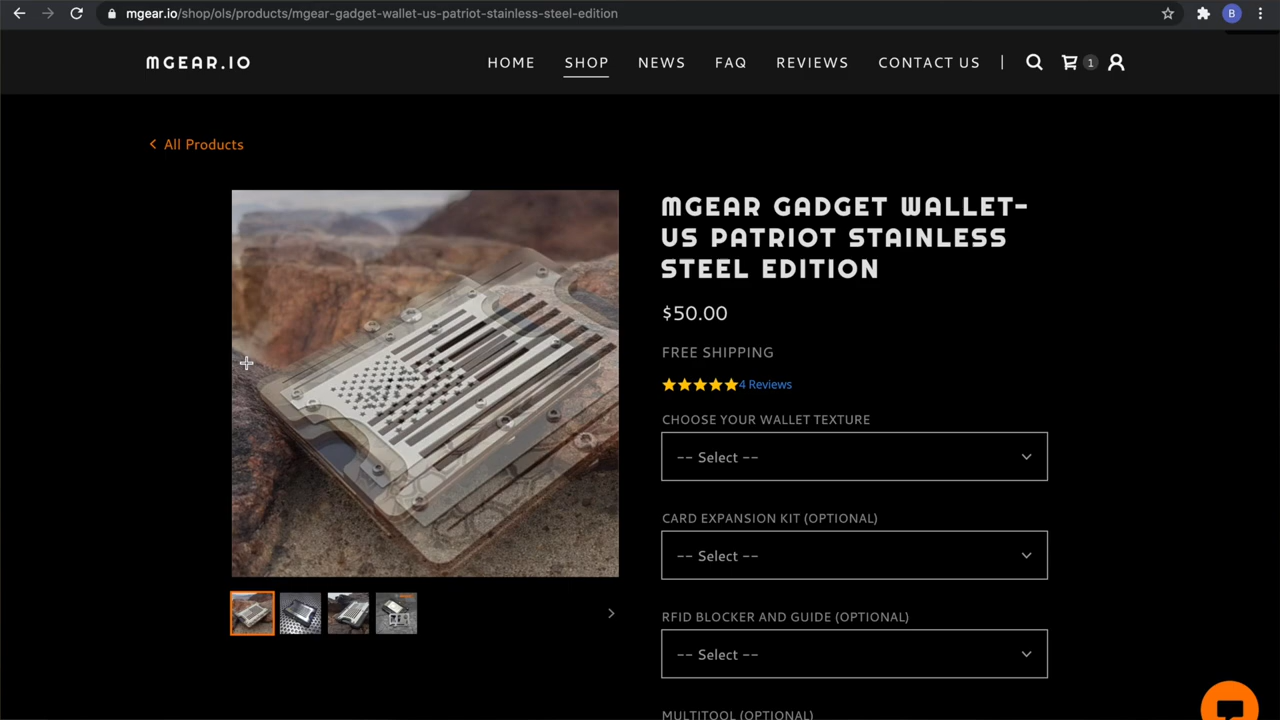 mgear.io/shop/ols/products/mgear-gadget-wallet-us-patriot-stainless-steel-edition
B
MGEAR.IO
HOME
SHOP
NEWS
FAQ
REVIEWS
CONTACT US
1
All Products
MGEAR GADGET WALLET-
US PATRIOT STAINLESS
STEEL EDITION
$50.00
FREE SHIPPING
4 Reviews
CHOOSE YOUR WALLET TEXTURE
-- Select --
CARD EXPANSION KIT (OPTIONAL)
-- Select --
RFID BLOCKER AND GUIDE (OPTIONAL)
-- Select --
MULTITOOL (OPTIONAL)